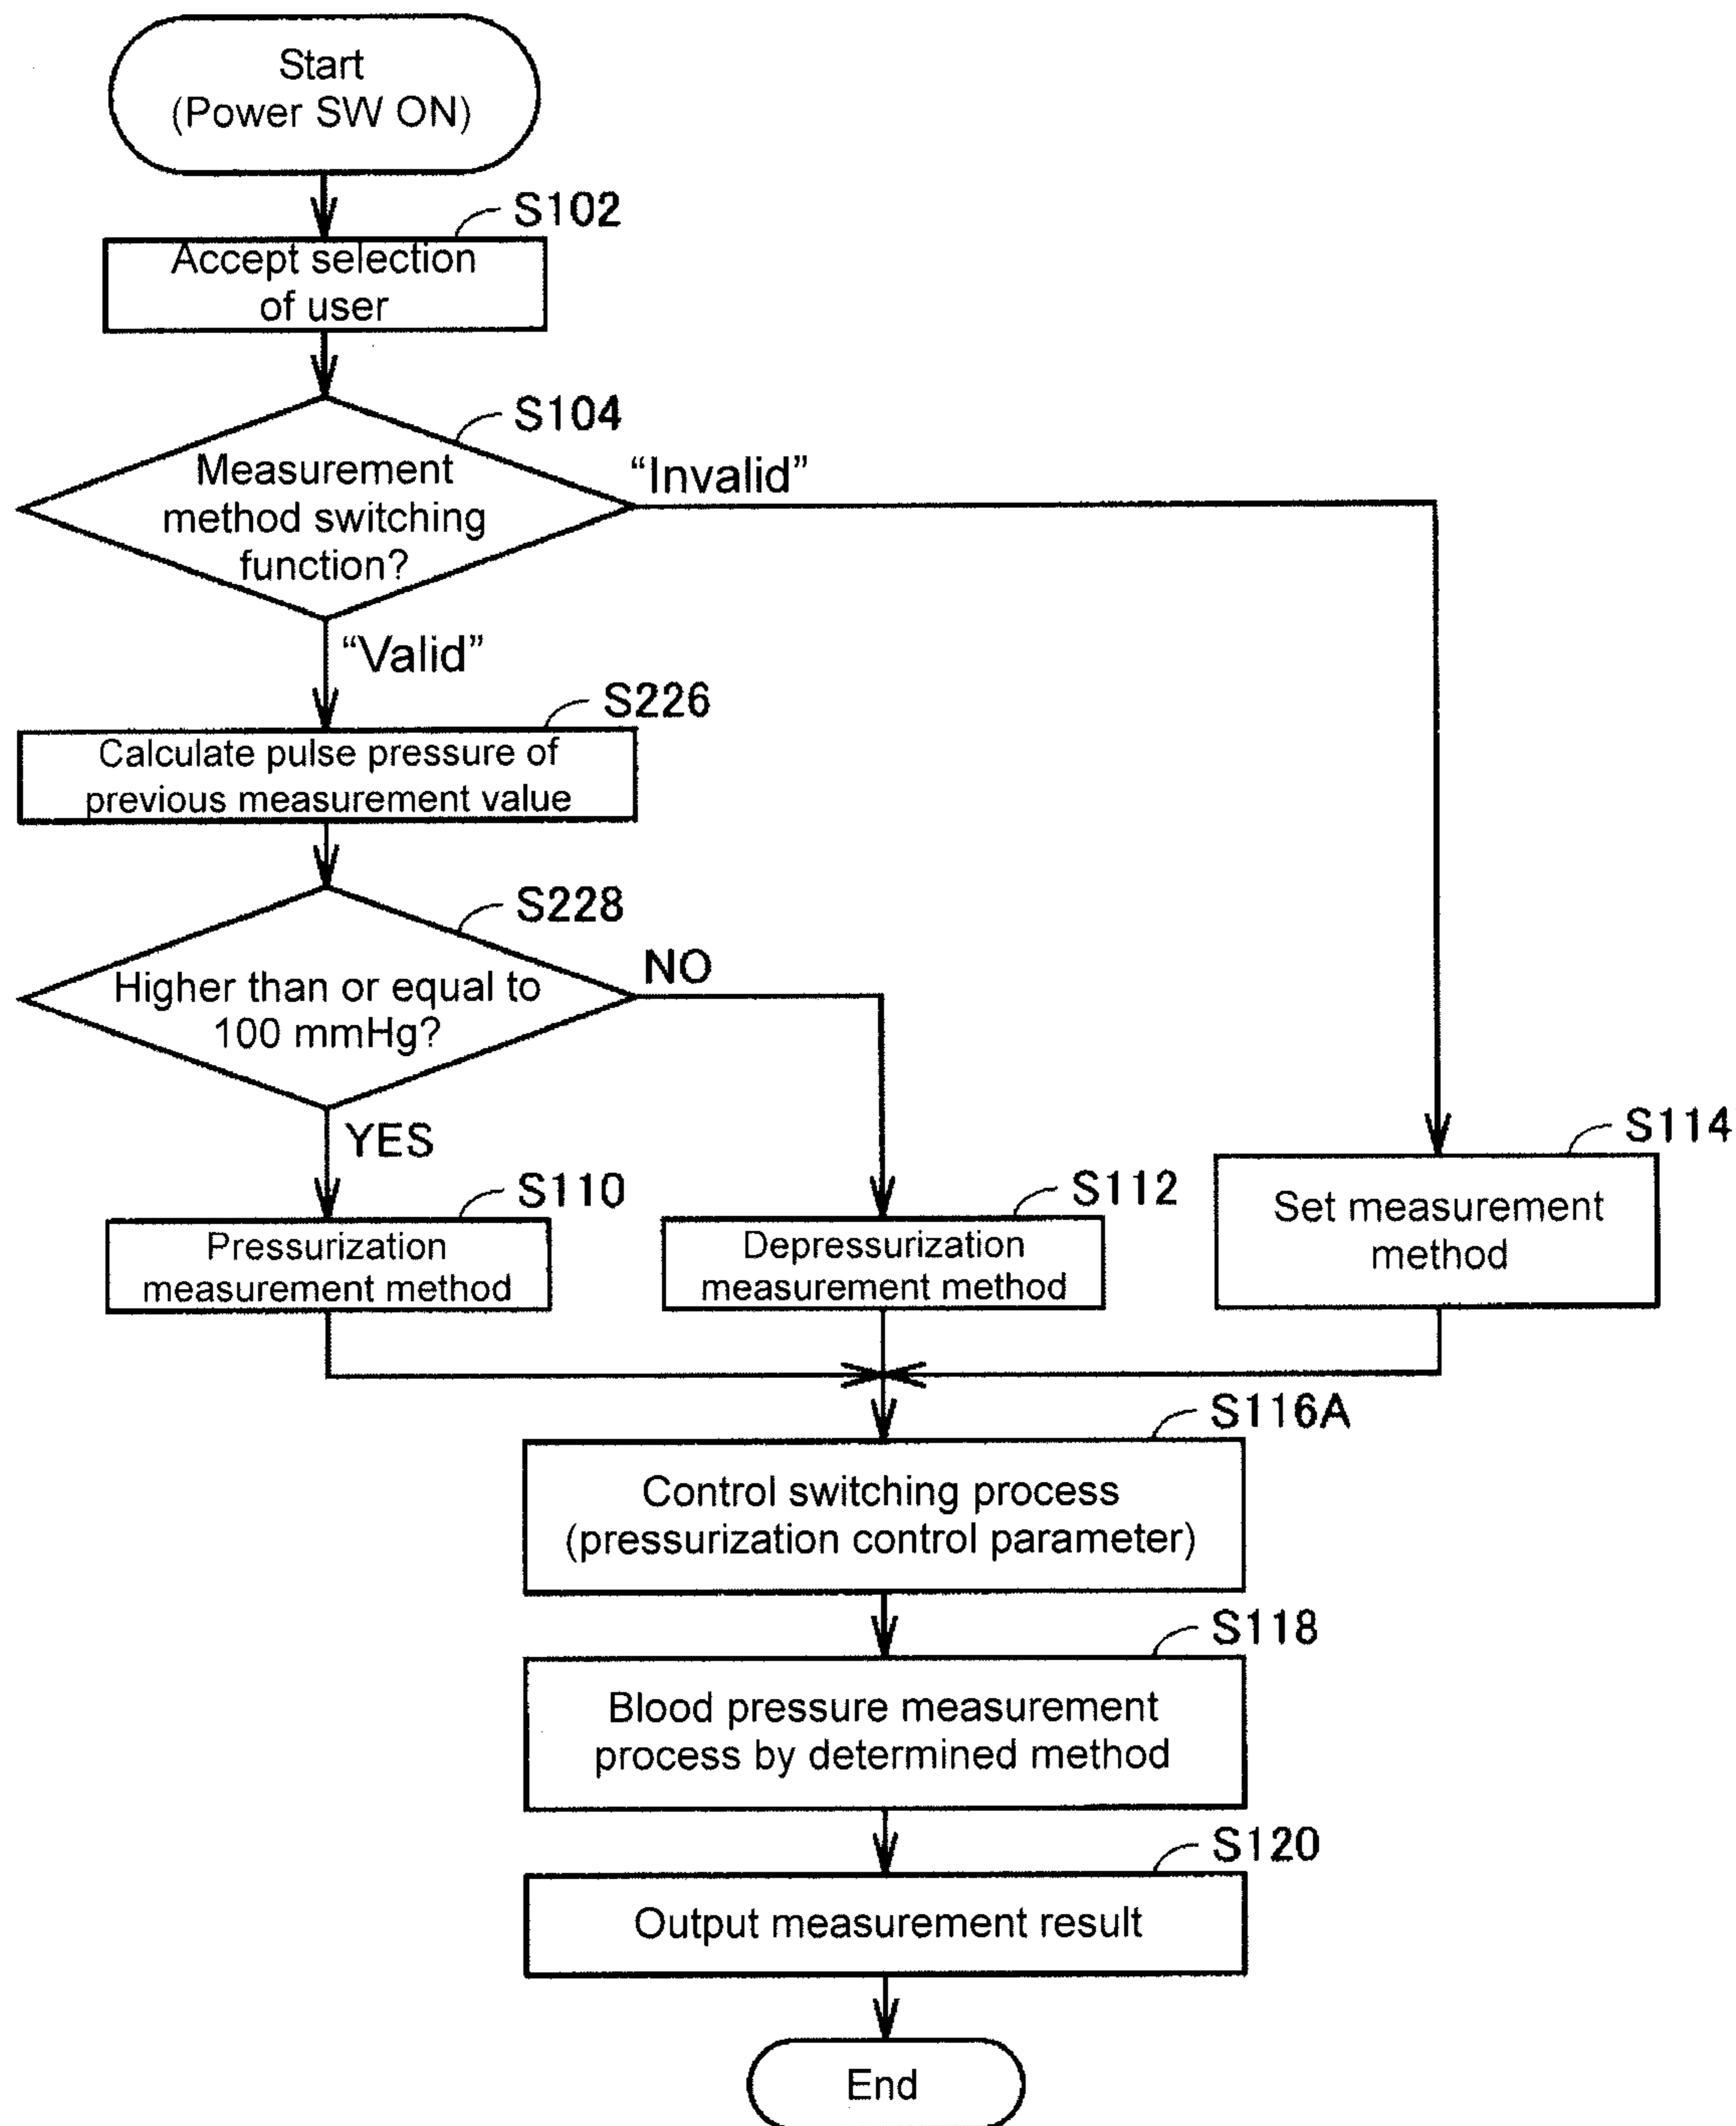 Start
(Power SW ON)
S102
Accept selection
of user
S104
Measurement
method switching
function?
“Invalid”
“Valid”
S226
Calculate pulse pressure of
previous measurement value
S228
Higher than or equal to
100 mmHg?
NO
YES
S110
Pressurization
measurement method
S112
Depressurization
measurement method
S114
Set measurement
method
S116A
Control switching process
(pressurization control parameter)
S118
Blood pressure measurement
process by determined method
S120
Output measurement result
End